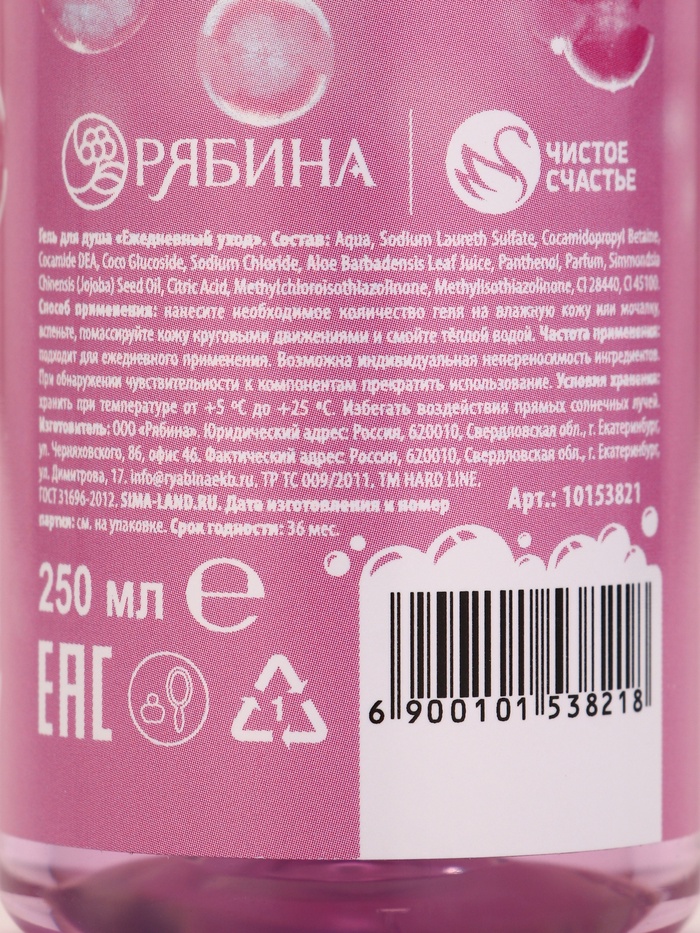 РЯБИНА
ЧИСТОЕ
СЧАСТЬЕ
Гель для душа «Ежедневный уход». Состав: Aqua, Sodium Laureth Sulfate, Cocamidopropyl Betaine,
Cocamide DEA, Coco Glucoside, Sodium Chloride, Aloe Barbadensis Leaf Juice, Panthenol, Parfum, Simmondsia
Chinensis (Jojoba) Seed Oil, Citric Acid, Methylchloroisothiazolinone, Methylisothiazolinone, CI 28440, CI 45100.
Способ применения: нанесите необходимое количество геля на влажную кожу или мочалку,
вспеньте, помассируйте кожу круговыми движениями и смойте тёплой водой. Частота применения:
подходит для ежедневного применения. Возможна индивидуальная непереносимость ингредиентов.
При обнаружении чувствительности к компонентам прекратить использование. Условия хранения:
хранить при температуре от +5 °C до +25 °C. Избегать воздействия прямых солнечных лучей.
Изготовитель: ООО «Рябина». Юридический адрес: Россия, 620010, Свердловская обл., г. Екатеринбург,
ул. Черняховского, 86, офис 46. Фактический адрес: Россия, 620010, Свердловская обл., г. Екатеринбург,
ул. Димитрова, 17. info@ryabinaekb.ru. ТР ТС 009/2011. TM HARD LINE.
ГОСТ 31696-2012. SIMA-LAND.RU. Дата изготовления и номер
партии: см. на упаковке. Срок годности: 36 мес.
Арт.: 10153821
250 мл e
EAC
1
6 900101 538218